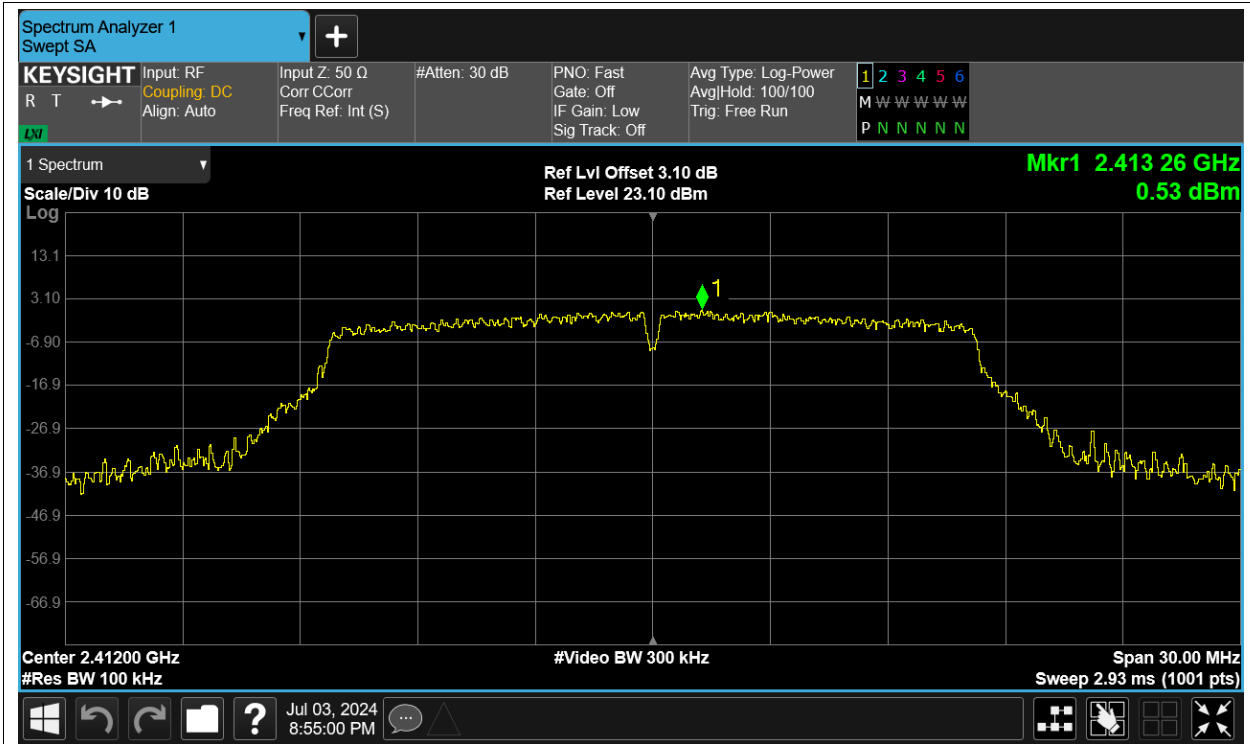 Spectrum Analyzer 1
Swept SA
KEYSIGHT
R T
LXI
Input: RF
Coupling: DC
Align: Auto
Input Z: 50 Ω
Corr CCorr
Freq Ref: Int (S)
#Atten: 30 dB
PNO: Fast
Gate: Off
IF Gain: Low
Sig Track: Off
Avg Type: Log-Power
Avg|Hold: 100/100
Trig: Free Run
1 2 3 4 5 6
M W W W W W
P N N N N N
1 Spectrum
Scale/Div 10 dB
Log
Ref Lvl Offset 3.10 dB
Ref Level 23.10 dBm
Mkr1 2.413 26 GHz
0.53 dBm
13.1
3.10
-6.90
-16.9
-26.9
-36.9
-46.9
-56.9
-66.9
1
Center 2.41200 GHz
#Res BW 100 kHz
#Video BW 300 kHz
Span 30.00 MHz
Sweep 2.93 ms (1001 pts)
?
Jul 03, 2024
8:55:00 PM